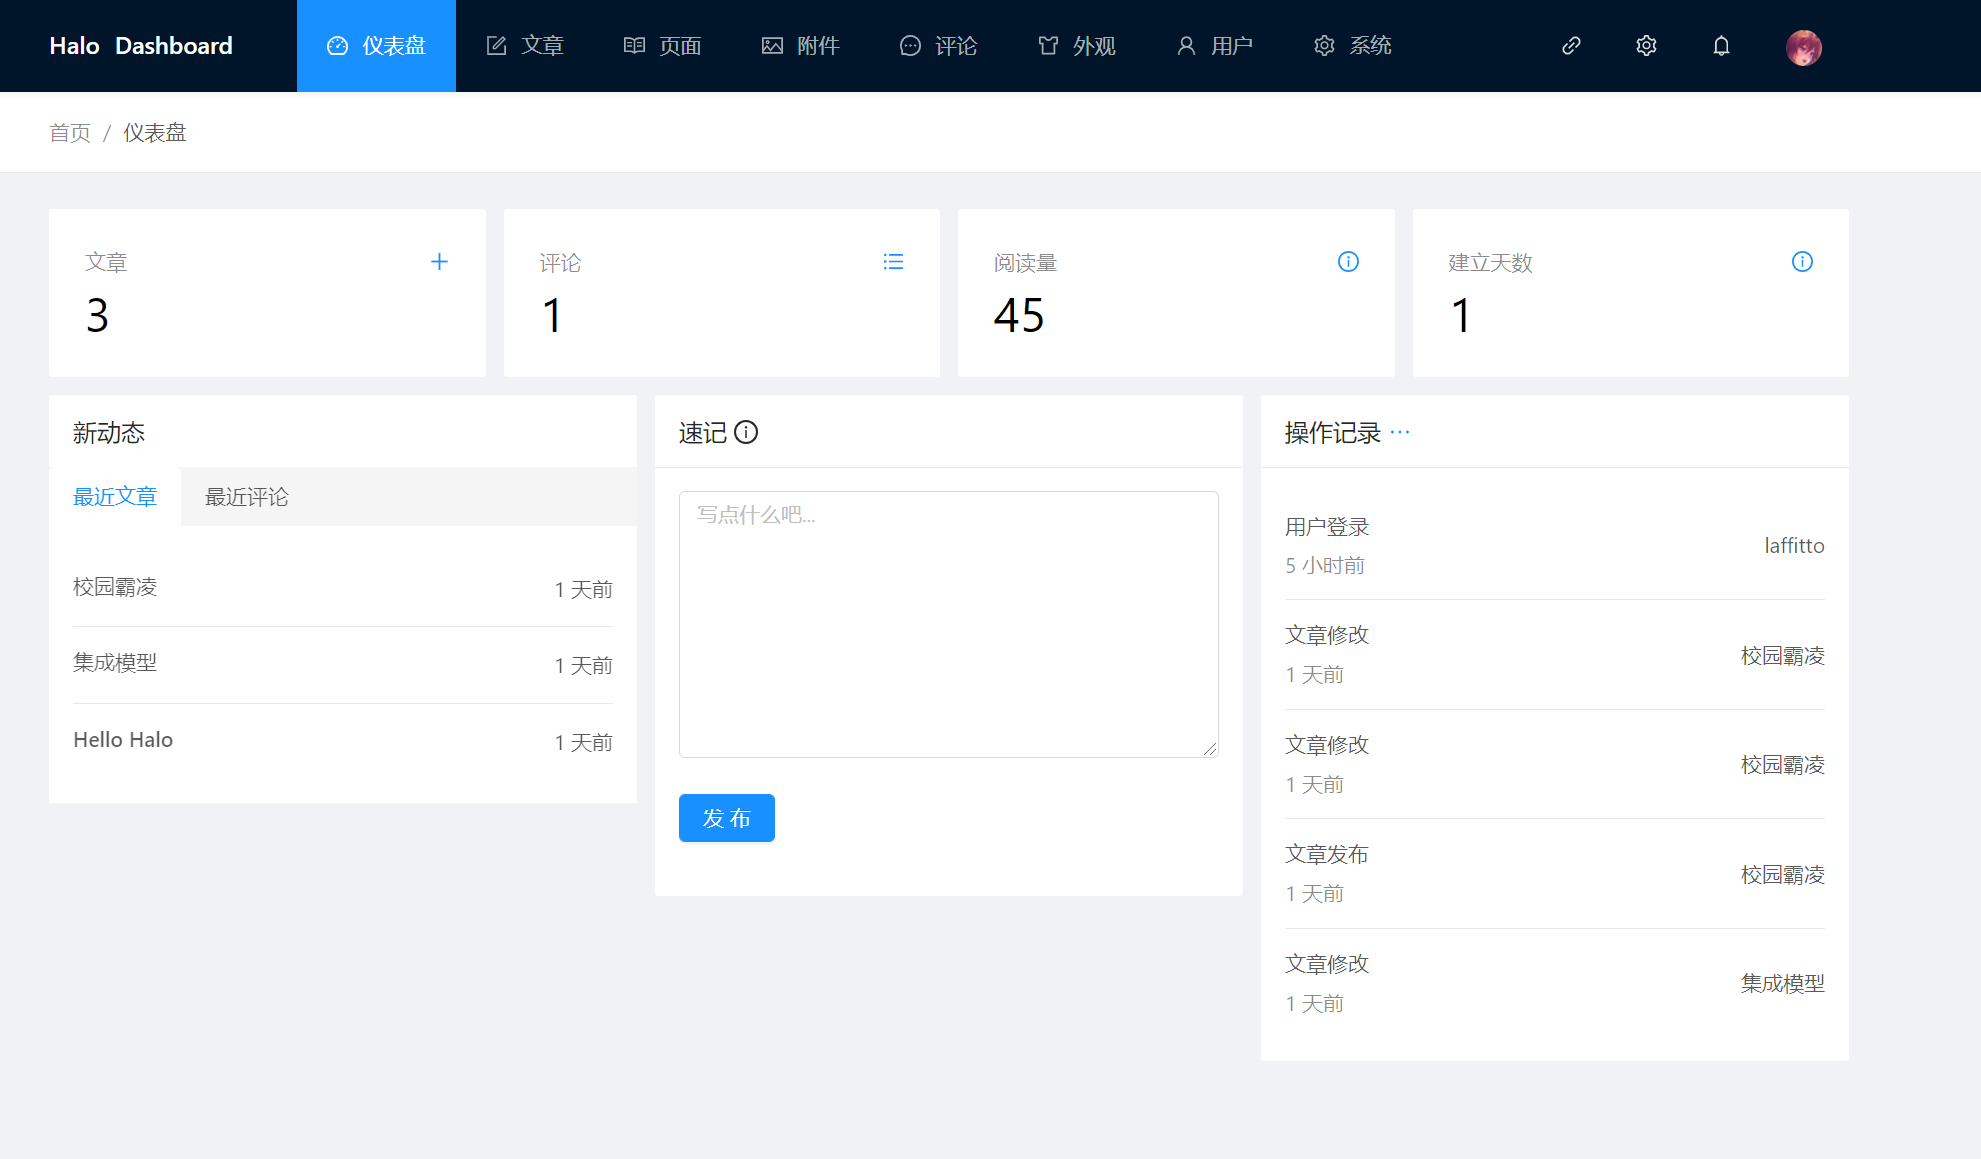 Halo Dashboard 仪表盘 文章 页面 附件 评论 外观 用户 系统
首页 / 仪表盘
文章
3
评论
1
阅读量
45
建立天数
1
新动态
最近文章 最近评论
校园霸凌 1 天前
集成模型 1 天前
Hello Halo 1 天前
速记
写点什么吧...
发 布
操作记录 ···
用户登录
5 小时前
laffitto
文章修改
1 天前
校园霸凌
文章修改
1 天前
校园霸凌
文章发布
1 天前
校园霸凌
文章修改
1 天前
集成模型